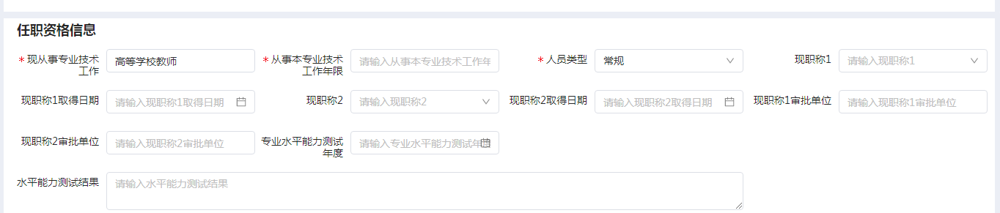 任职资格信息
* 现从事专业技术工作 高等学校教师 * 从事本专业技术工作年限 请输入从事本专业技术工作年 * 人员类型 常规 现职称1 请输入现职称1
现职称1取得日期 请输入现职称1取得日期 现职称2 请输入现职称2 现职称2取得日期 请输入现职称2取得日期 现职称1审批单位 请输入现职称1审批单位
现职称2审批单位 请输入现职称2审批单位 专业水平能力测试年度 请输入专业水平能力测试年度
水平能力测试结果 请输入水平能力测试结果